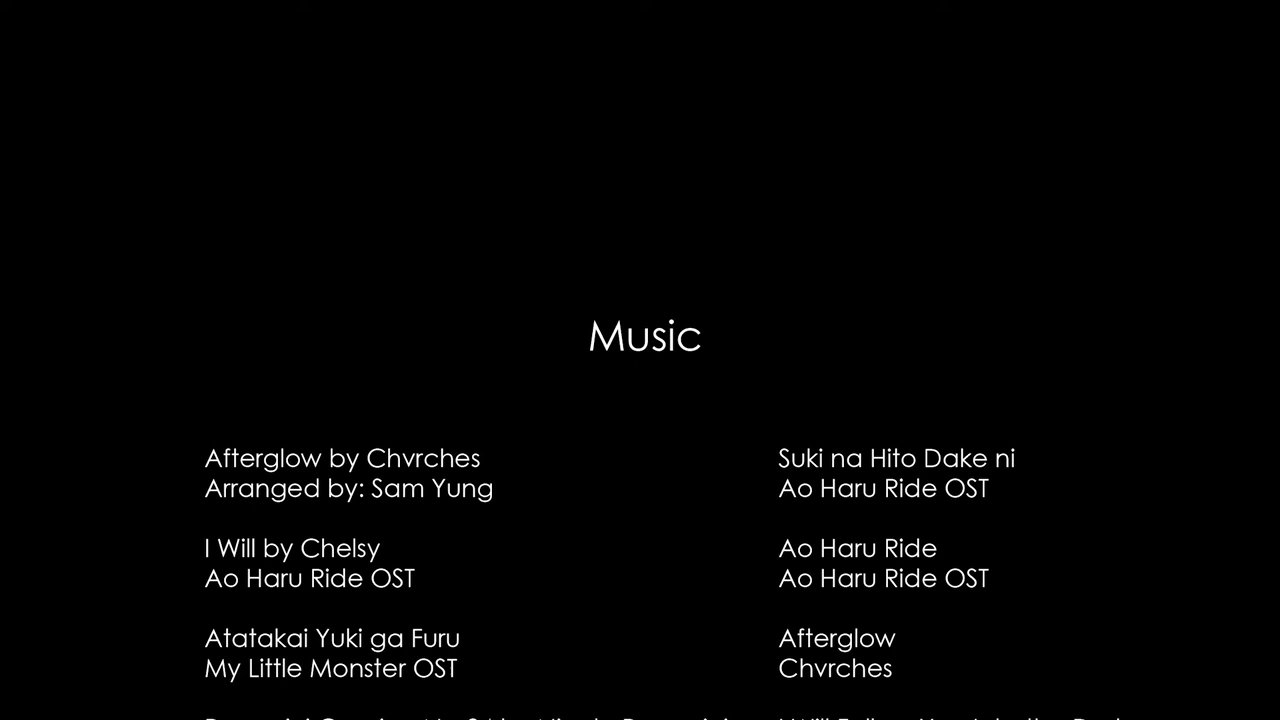 Music
Afterglow by Chvrches
Arranged by: Sam Yung
I Will by Chelsy
Ao Haru Ride OST
Atatakai Yuki ga Furu
My Little Monster OST
Suki na Hito Dake ni
Ao Haru Ride OST
Ao Haru Ride
Ao Haru Ride OST
Afterglow
Chvrches